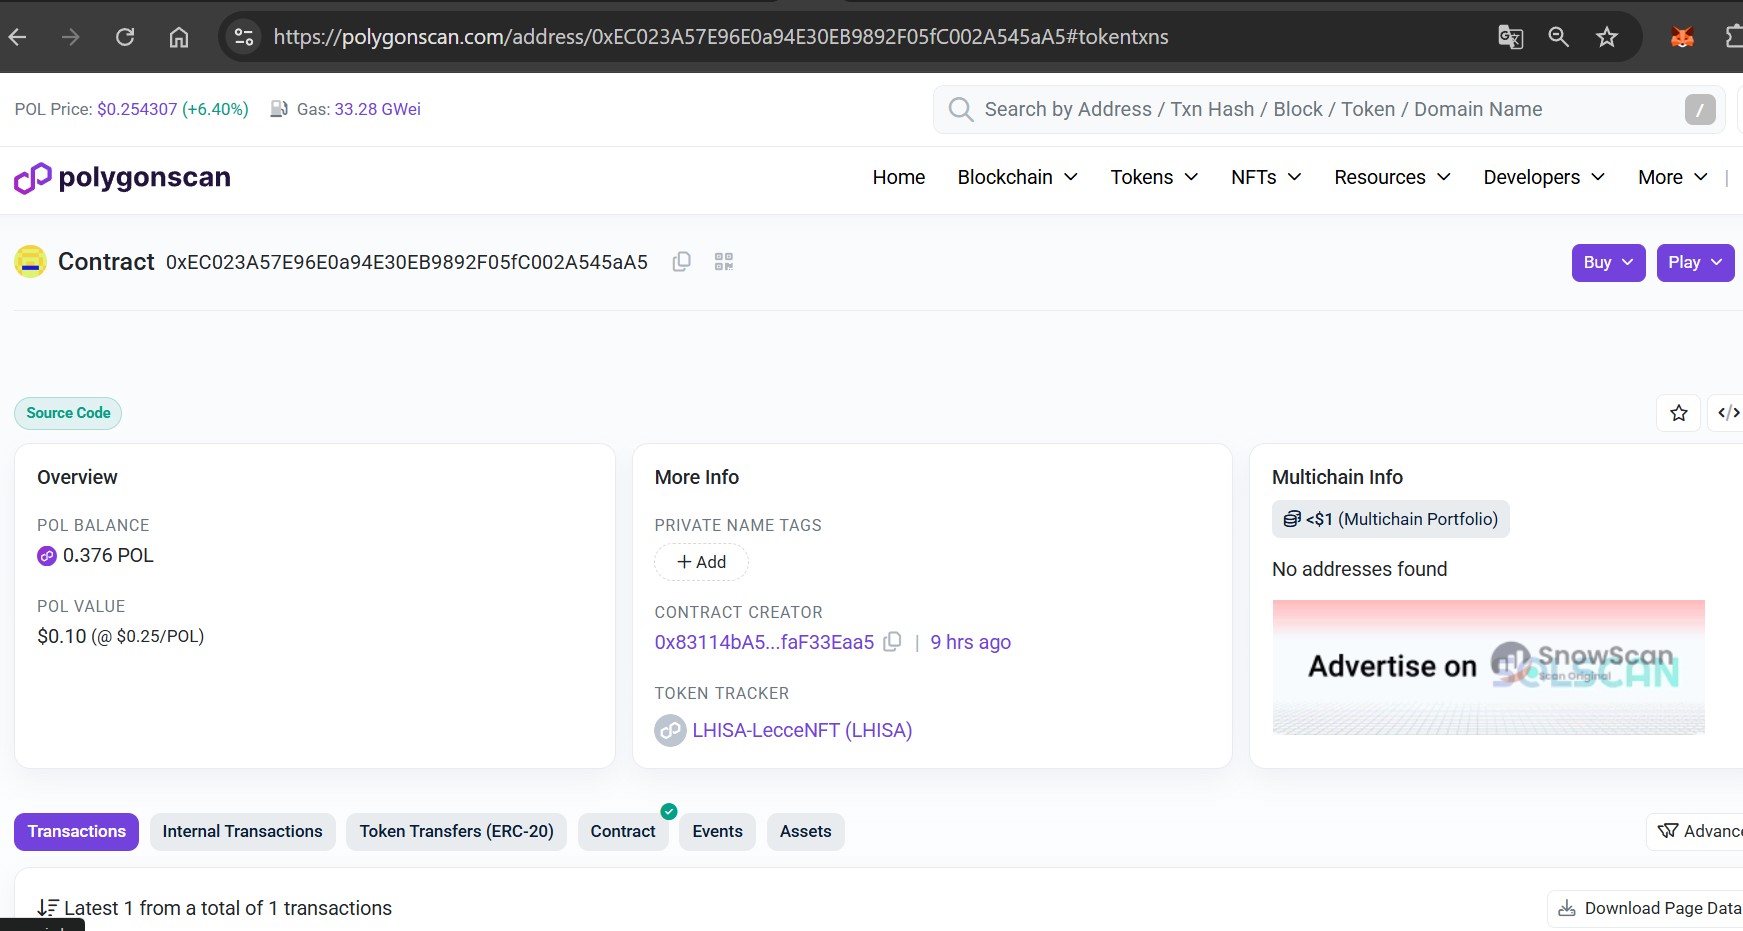 https://polygonscan.com/address/0xEC023A57E96E0a94E30EB9892F05fC002A545aA5#tokentxns
POL Price: $0.254307 (+6.40%) Gas: 33.28 GWei
Search by Address / Txn Hash / Block / Token / Domain Name /
polygonscan
Home Blockchain Tokens NFTs Resources Developers More |
Contract 0xEC023A57E96E0a94E30EB9892F05fC002A545aA5
Buy Play
Source Code
Overview
POL BALANCE
0.376 POL
POL VALUE
$0.10 (@ $0.25/POL)
More Info
PRIVATE NAME TAGS
+ Add
CONTRACT CREATOR
0x83114bA5...faF33Eaa5 | 9 hrs ago
TOKEN TRACKER
LHISA-LecceNFT (LHISA)
Multichain Info
<$1 (Multichain Portfolio)
No addresses found
Advertise on SnowScan
Scan Original
SOLSCAN
Transactions Internal Transactions Token Transfers (ERC-20) Contract Events Assets
Advanc
Latest 1 from a total of 1 transactions
Download Page Data